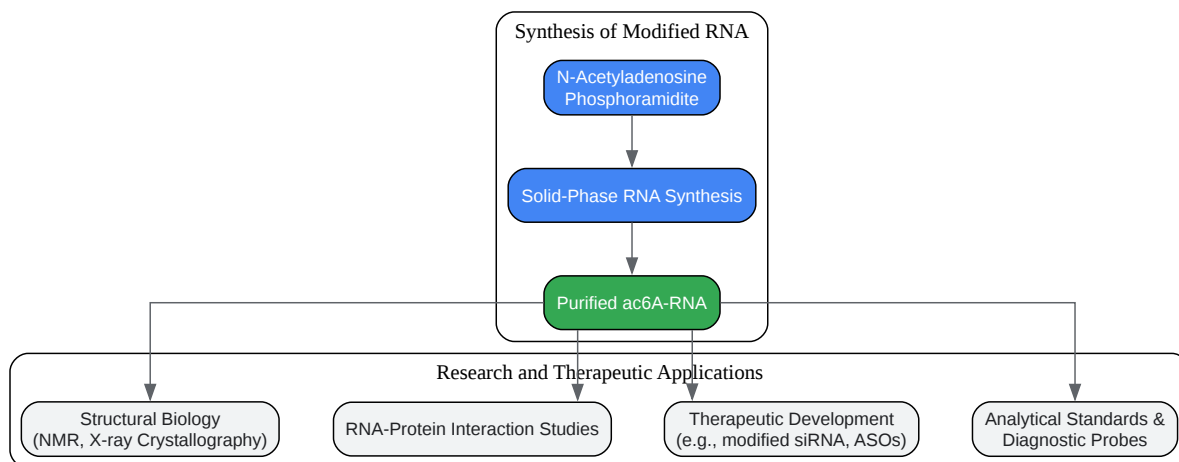 Synthesis of Modified RNA
N-Acetyladenosine
Phosphoramidite
Solid-Phase RNA Synthesis
Purified ac6A-RNA
Research and Therapeutic Applications
Structural Biology
(NMR, X-ray Crystallography)
RNA-Protein Interaction Studies
Therapeutic Development
(e.g., modified siRNA, ASOs)
Analytical Standards &
Diagnostic Probes